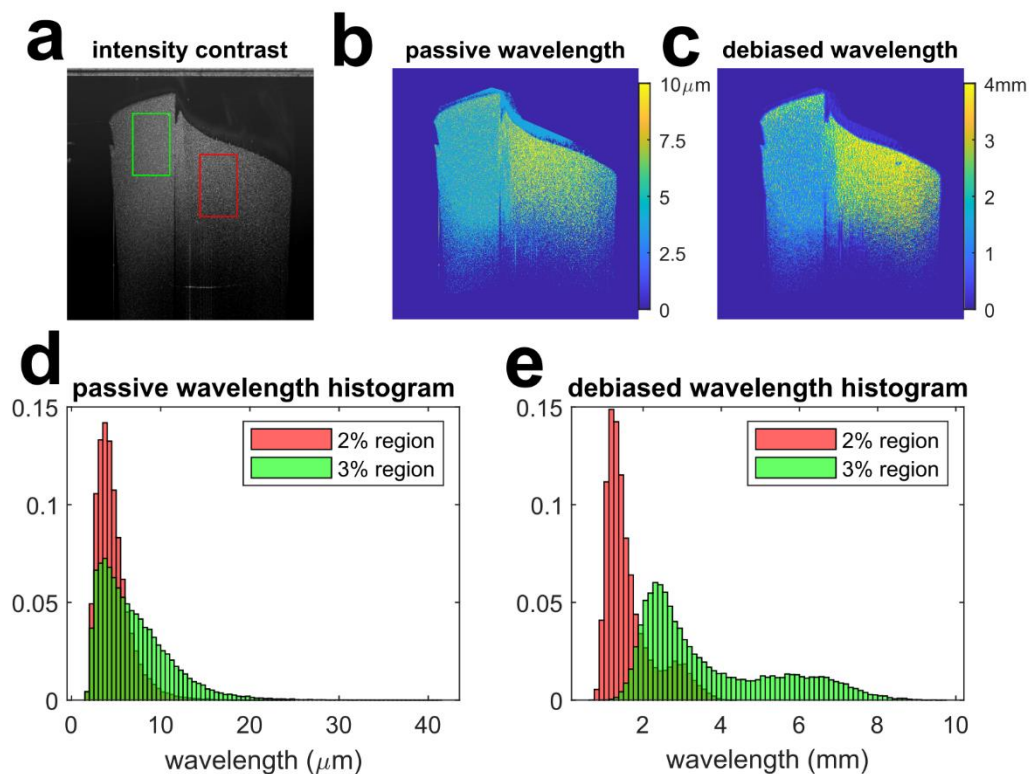 a
intensity contrast
b
passive wavelength
10μm
7.5
5
2.5
0
c
debiased wavelength
4mm
3
2
1
0
d
passive wavelength histogram
0.15
0.1
0.05
0
2% region
3% region
0
10
20
30
40
wavelength (μm)
e
debiased wavelength histogram
0.15
0.1
0.05
0
2% region
3% region
2
4
6
8
10
wavelength (mm)